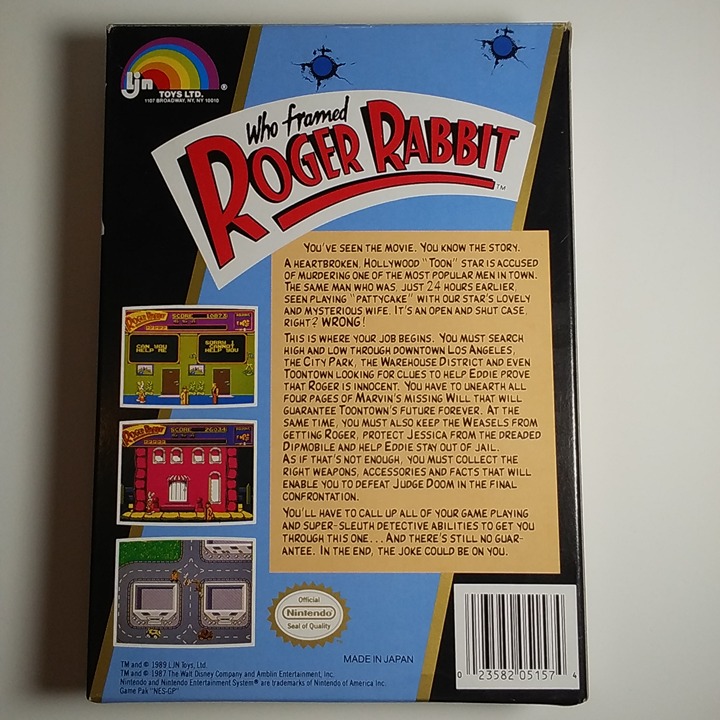 LJN
®
TOYS LTD.
1107 BROADWAY, NY, NY 10010
Who Framed
ROGER RABBIT
TM
YOU'VE SEEN THE MOVIE. YOU KNOW THE STORY.
A HEARTBROKEN, HOLLYWOOD "TOON" STAR IS ACCUSED
OF MURDERING ONE OF THE MOST POPULAR MEN IN TOWN.
THE SAME MAN WHO WAS, JUST 24 HOURS EARLIER,
SEEN PLAYING "PATTYCAKE" WITH OUR STAR'S LOVELY
AND MYSTERIOUS WIFE. IT'S AN OPEN AND SHUT CASE,
RIGHT? WRONG!
THIS IS WHERE YOUR JOB BEGINS. YOU MUST SEARCH
HIGH AND LOW THROUGH DOWNTOWN LOS ANGELES,
THE CITY PARK, THE WAREHOUSE DISTRICT AND EVEN
TOONTOWN LOOKING FOR CLUES TO HELP EDDIE PROVE
THAT ROGER IS INNOCENT. YOU HAVE TO UNEARTH ALL
FOUR PAGES OF MARVIN'S MISSING WILL THAT WILL
GUARANTEE TOONTOWN'S FUTURE FOREVER. AT THE
SAME TIME, YOU MUST ALSO KEEP THE WEASELS FROM
GETTING ROGER, PROTECT JESSICA FROM THE DREADED
DIPMOBILE AND HELP EDDIE STAY OUT OF JAIL.
AS IF THAT'S NOT ENOUGH, YOU MUST COLLECT THE
RIGHT WEAPONS, ACCESSORIES AND FACTS THAT WILL
ENABLE YOU TO DEFEAT JUDGE DOOM IN THE FINAL
CONFRONTATION.
YOU'LL HAVE TO CALL UP ALL OF YOUR GAME PLAYING
AND SUPER-SLEUTH DETECTIVE ABILITIES TO GET YOU
THROUGH THIS ONE... AND THERE'S STILL NO GUAR-
ANTEE. IN THE END, THE JOKE COULD BE ON YOU.
ROGER RABBIT SCORE 10873
CAN YOU
HELP ME
SORRY
CANNOT
HELP YOU
ROGER RABBIT SCORE 26034
Official
Nintendo
Seal of Quality
MADE IN JAPAN
TM and © 1989 LJN Toys, Ltd.
TM and © 1987 The Walt Disney Company and Amblin Entertainment, Inc.
Nintendo and Nintendo Entertainment System® are trademarks of Nintendo of America Inc.
Game Pak "NES-GP"
0 23582 05157 4